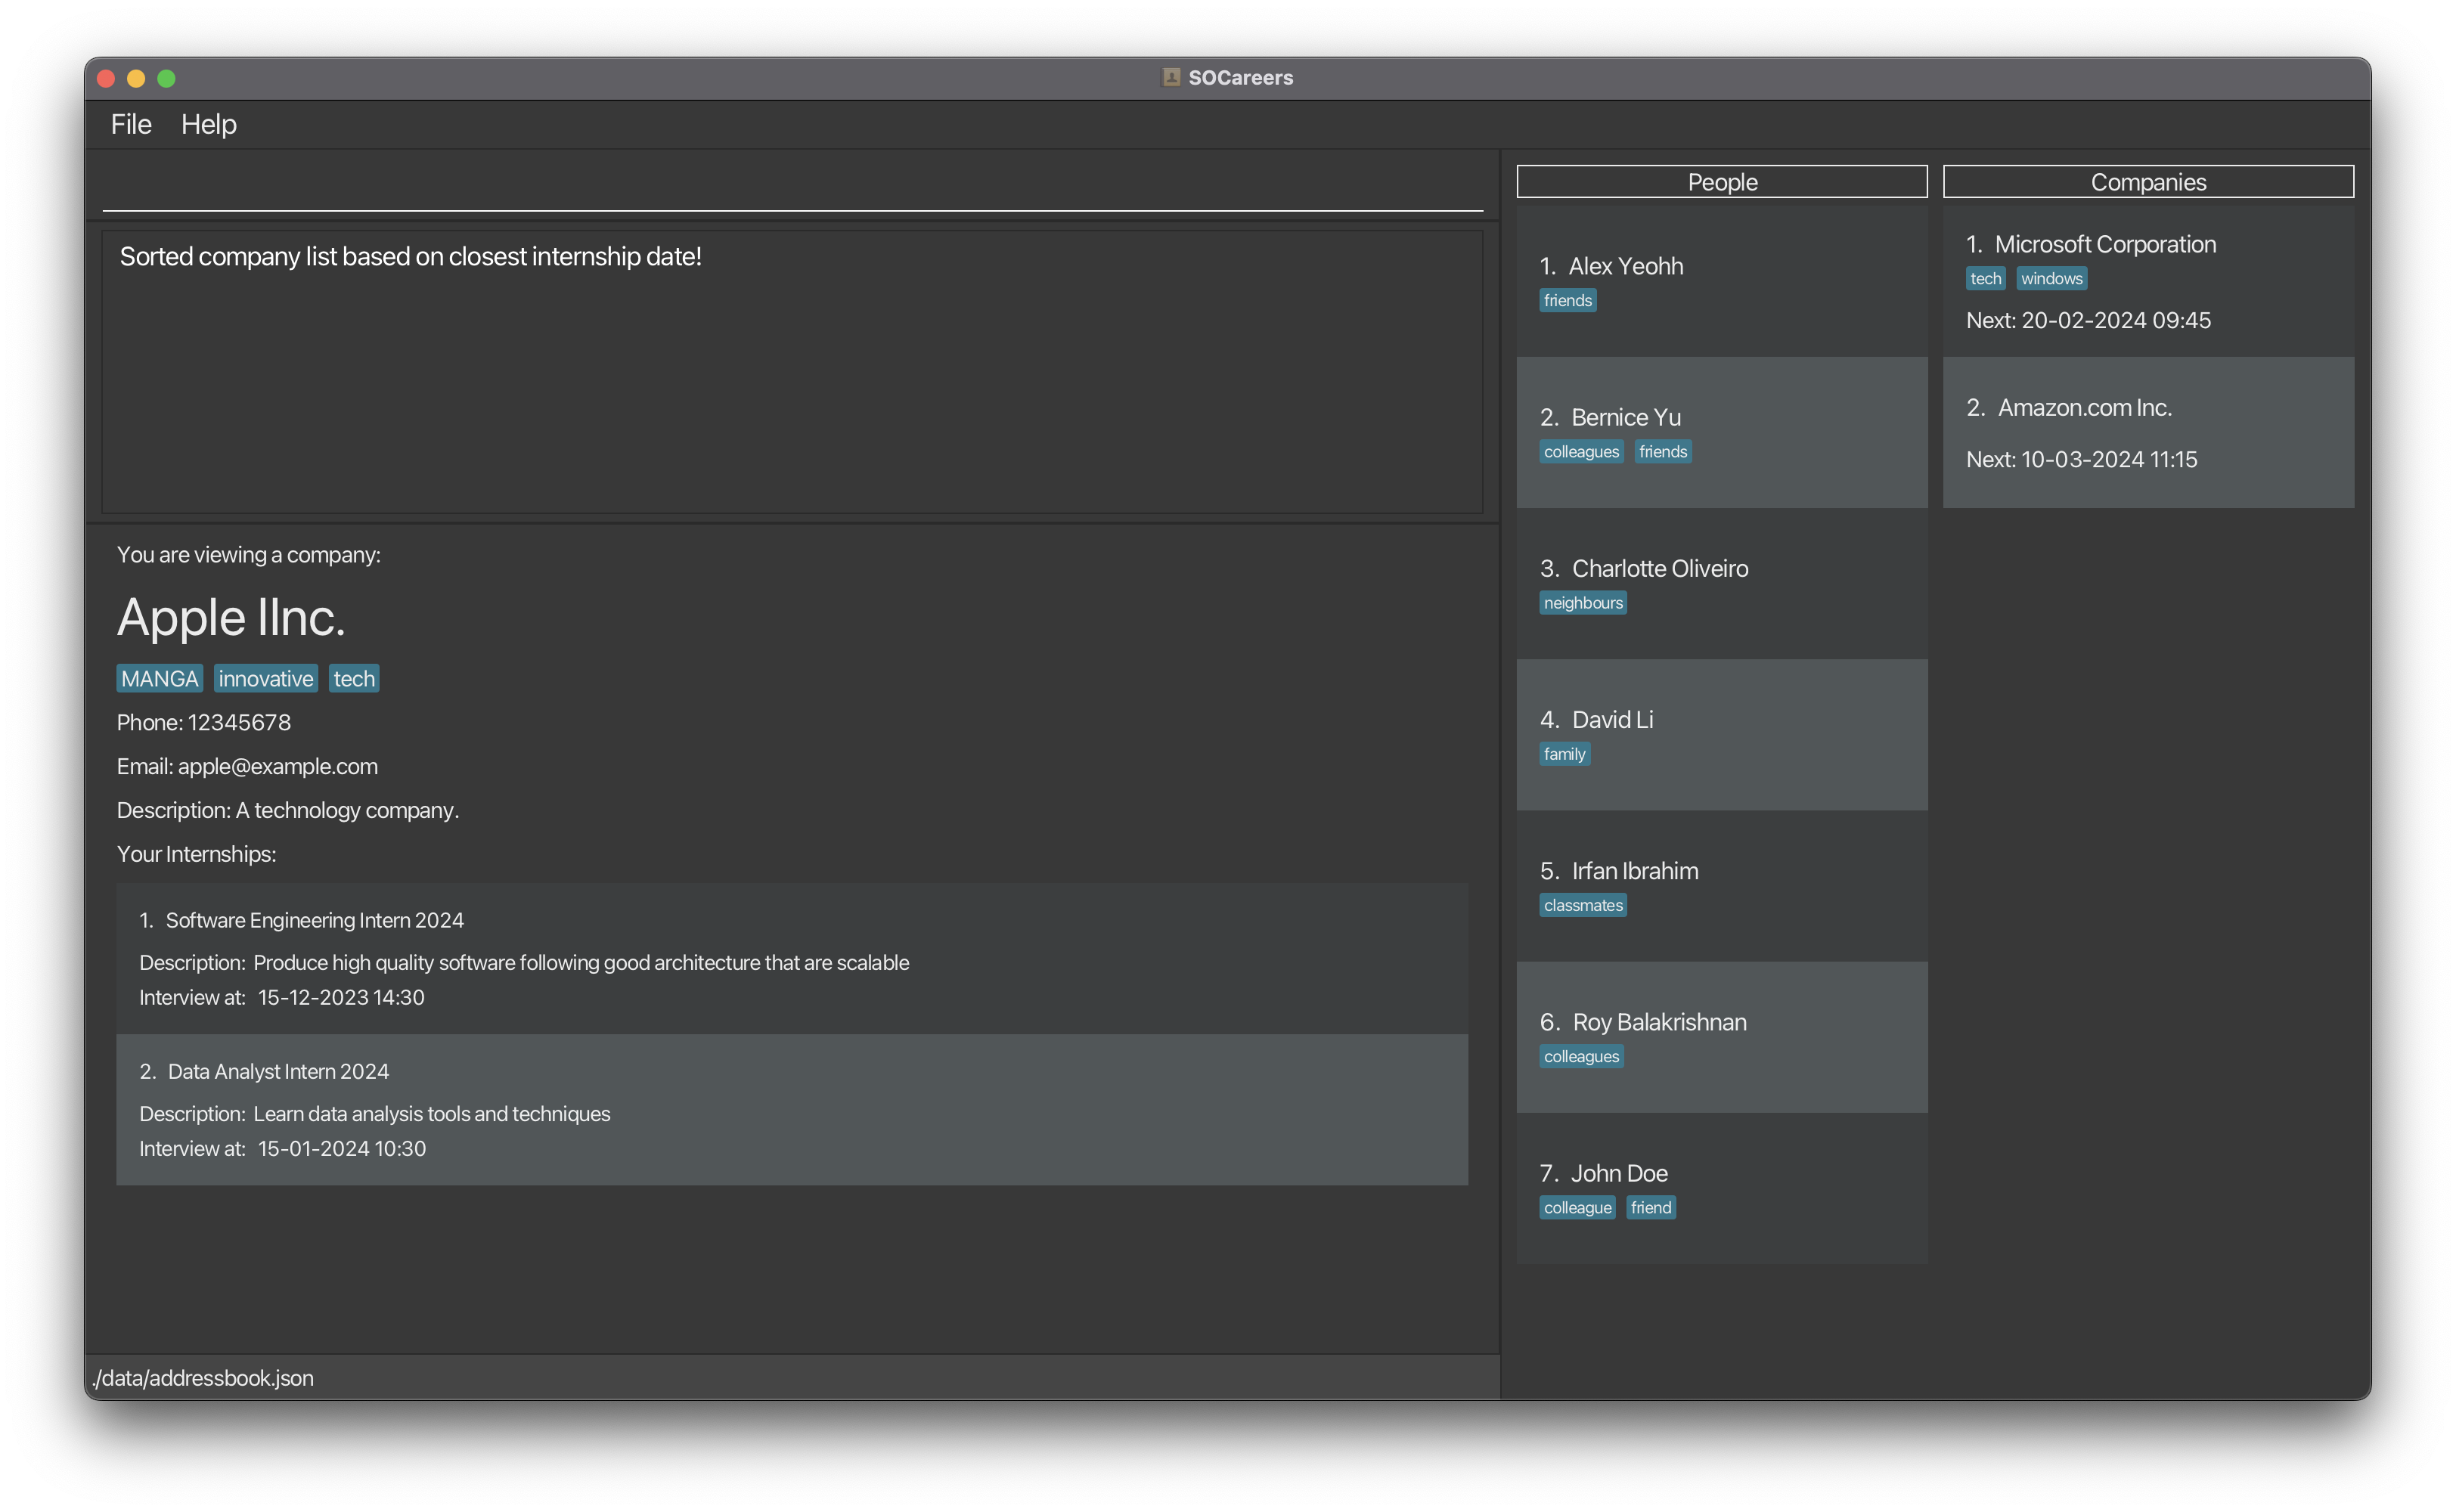 SOCareers
File Help
Sorted company list based on closest internship date!
You are viewing a company:
Apple IInc.
MANGA innovative tech
Phone: 12345678
Email: apple@example.com
Description: A technology company.
Your Internships:
1. Software Engineering Intern 2024
Description: Produce high quality software following good architecture that are scalable
Interview at: 15-12-2023 14:30
2. Data Analyst Intern 2024
Description: Learn data analysis tools and techniques
Interview at: 15-01-2024 10:30
./data/addressbook.json
People
1. Alex Yeohh
friends
2. Bernice Yu
colleagues friends
3. Charlotte Oliveiro
neighbours
4. David Li
family
5. Irfan Ibrahim
classmates
6. Roy Balakrishnan
colleagues
7. John Doe
colleague friend
Companies
1. Microsoft Corporation
tech windows
Next: 20-02-2024 09:45
2. Amazon.com Inc.
Next: 10-03-2024 11:15